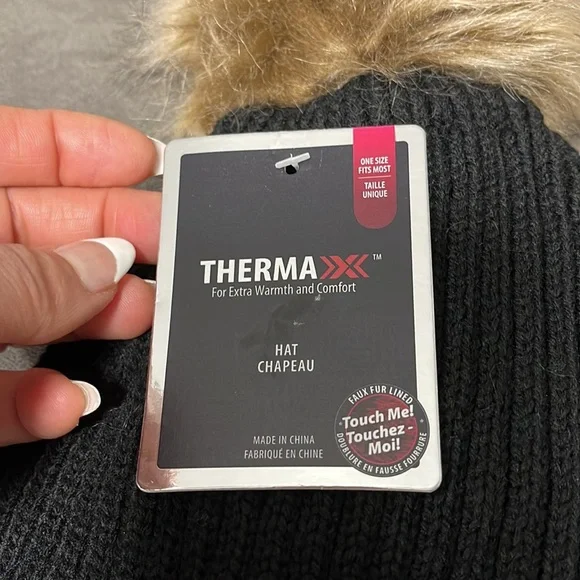 ONE SIZE
FITS MOST
TAILLE
UNIQUE
THERMAXX™
For Extra Warmth and Comfort
HAT
CHAPEAU
MADE IN CHINA
FABRIQUÉ EN CHINE
FAUX FUR LINED
Touch Me!
Touchez-
Moi!
DOUBLURE EN FAUSSE FOURRURE